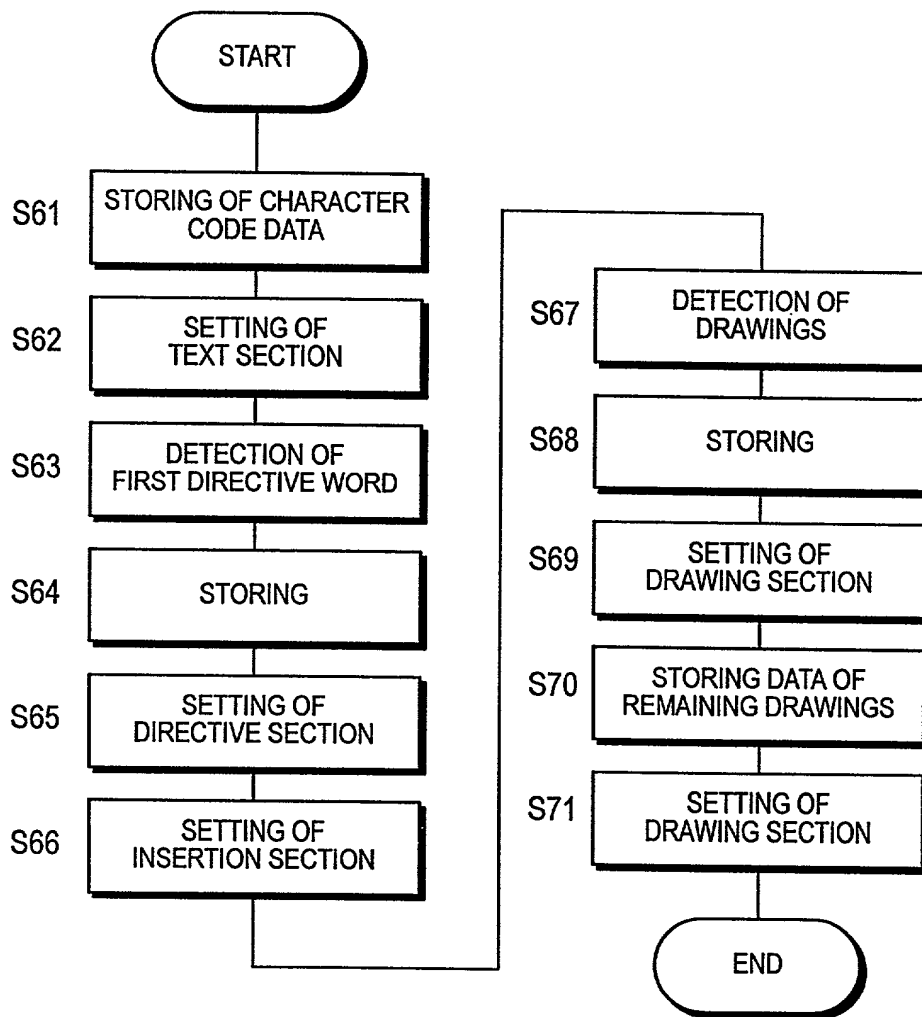 START
S61
STORING OF CHARACTER
CODE DATA
S62
SETTING OF
TEXT SECTION
S63
DETECTION OF
FIRST DIRECTIVE WORD
S64
STORING
S65
SETTING OF
DIRECTIVE SECTION
S66
SETTING OF
INSERTION SECTION
S67
DETECTION OF
DRAWINGS
S68
STORING
S69
SETTING OF
DRAWING SECTION
S70
STORING DATA OF
REMAINING DRAWINGS
S71
SETTING OF
DRAWING SECTION
END